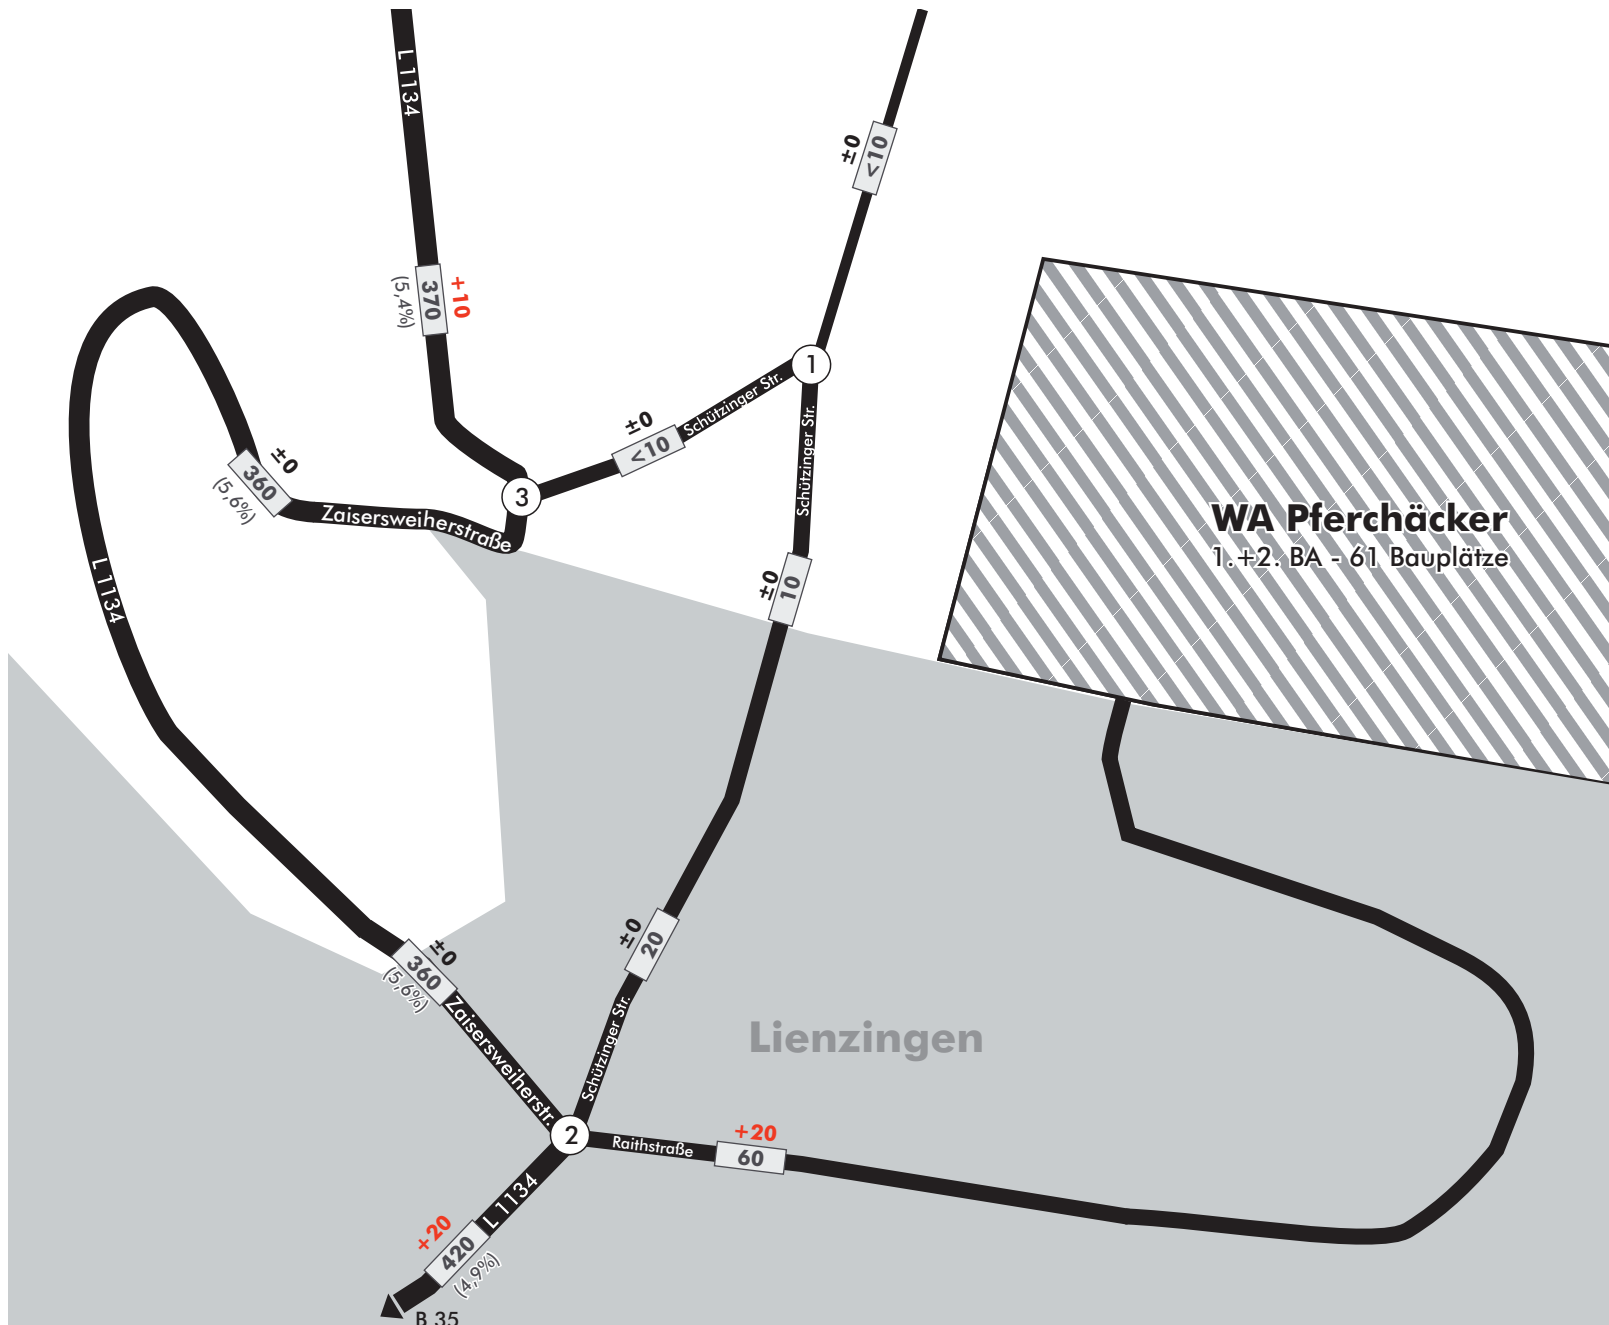 L 1134
±0
<10
+10
370
(5,4%)
1
Schützinger Str.
±0
<10
Schützinger Str.
±0
360
(5,6%)
3
Zaisersweiherstraße
WA Pferchäcker
1.+2. BA - 61 Bauplätze
±0
10
L 1134
±0
20
±0
360
(5,6%)
Zaisersweiherstr.
Schützinger Str.
Lienzingen
2
Raithstraße
+20
60
L 1134
+20
420
(4,9%)
B 35